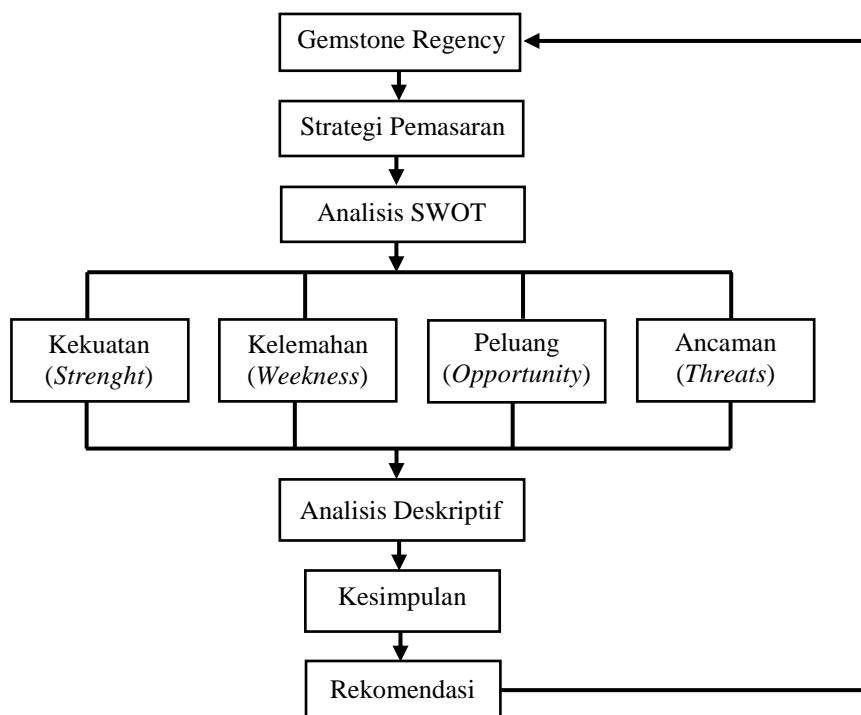 Gemstone Regency
Strategi Pemasaran
Analisis SWOT
Kekuatan
(Strenght)
Kelemahan
(Weekness)
Peluang
(Opportunity)
Ancaman
(Threats)
Analisis Deskriptif
Kesimpulan
Rekomendasi